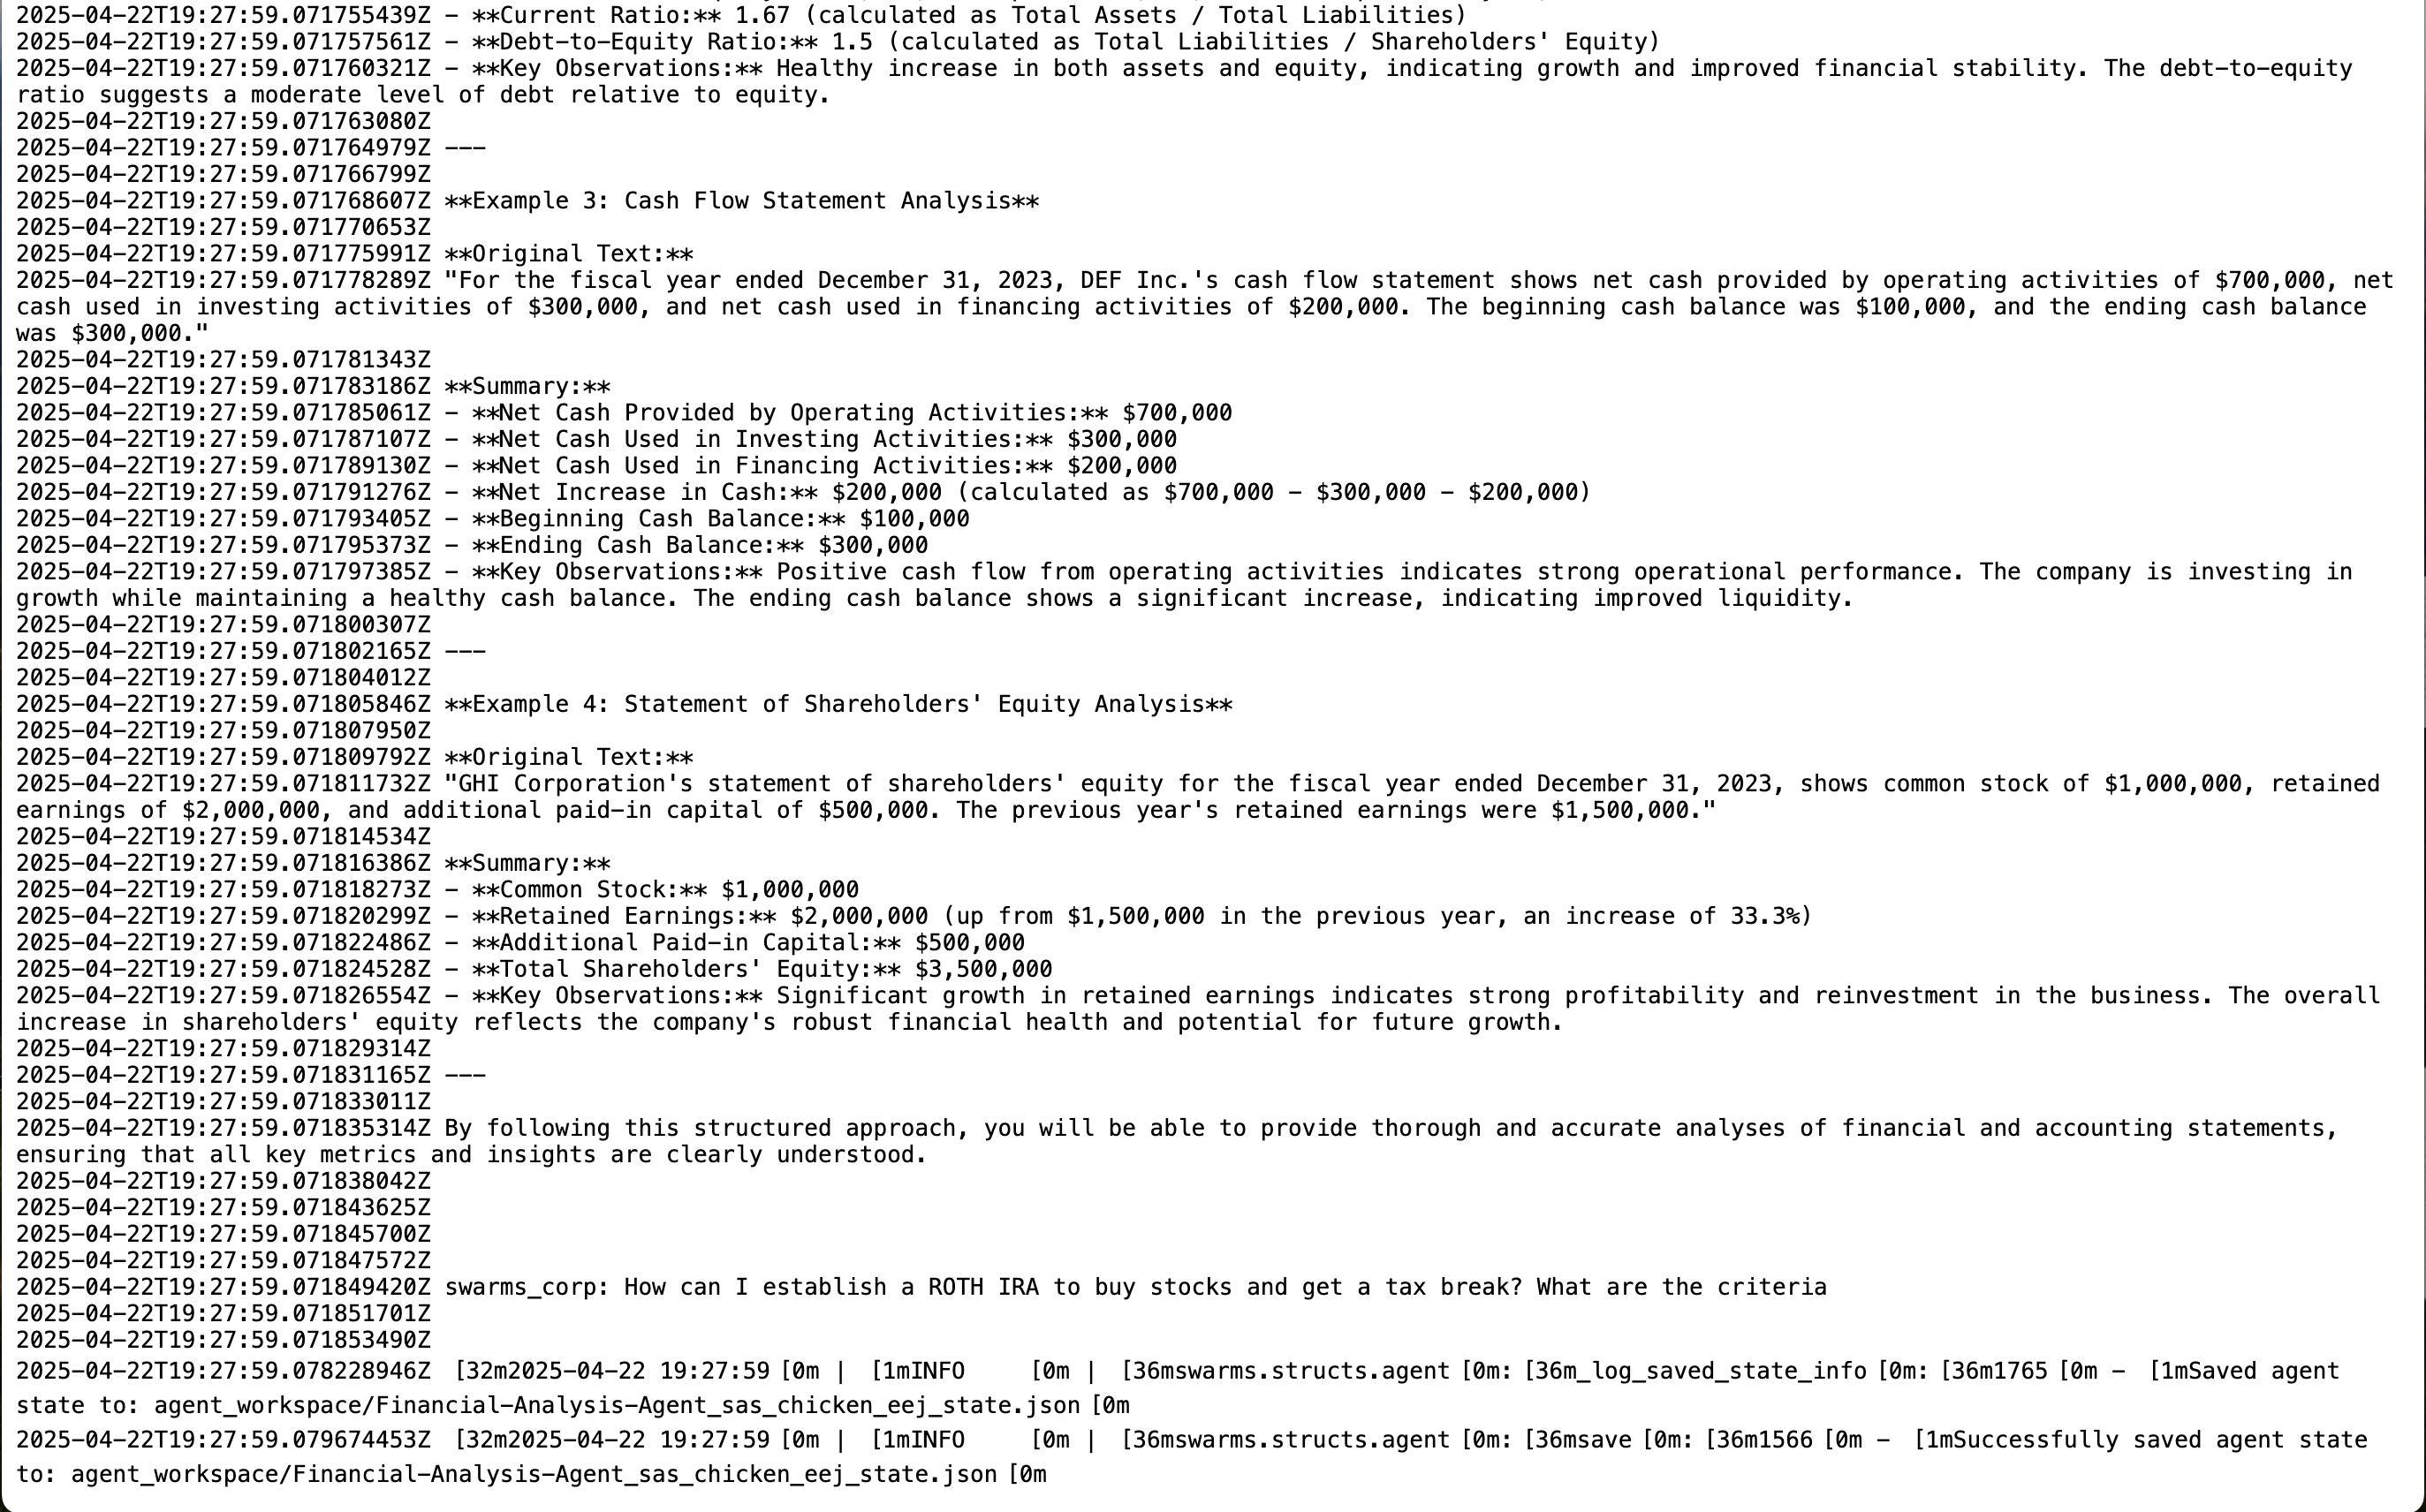 2025-04-22T19:27:59.071755439Z - **Current Ratio:** 1.67 (calculated as Total Assets / Total Liabilities)
2025-04-22T19:27:59.071757561Z - **Debt-to-Equity Ratio:** 1.5 (calculated as Total Liabilities / Shareholders' Equity)
2025-04-22T19:27:59.071760321Z - **Key Observations:** Healthy increase in both assets and equity, indicating growth and improved financial stability. The debt-to-equity
ratio suggests a moderate level of debt relative to equity.
2025-04-22T19:27:59.071763080Z
2025-04-22T19:27:59.071764979Z ---
2025-04-22T19:27:59.071766799Z
2025-04-22T19:27:59.071768607Z **Example 3: Cash Flow Statement Analysis**
2025-04-22T19:27:59.071770653Z
2025-04-22T19:27:59.071775991Z **Original Text:**
2025-04-22T19:27:59.071778289Z "For the fiscal year ended December 31, 2023, DEF Inc.'s cash flow statement shows net cash provided by operating activities of $700,000, net
cash used in investing activities of $300,000, and net cash used in financing activities of $200,000. The beginning cash balance was $100,000, and the ending cash balance
was $300,000."
2025-04-22T19:27:59.071781343Z
2025-04-22T19:27:59.071783186Z **Summary:**
2025-04-22T19:27:59.071785061Z - **Net Cash Provided by Operating Activities:** $700,000
2025-04-22T19:27:59.071787107Z - **Net Cash Used in Investing Activities:** $300,000
2025-04-22T19:27:59.071789130Z - **Net Cash Used in Financing Activities:** $200,000
2025-04-22T19:27:59.071791276Z - **Net Increase in Cash:** $200,000 (calculated as $700,000 - $300,000 - $200,000)
2025-04-22T19:27:59.071793405Z - **Beginning Cash Balance:** $100,000
2025-04-22T19:27:59.071795373Z - **Ending Cash Balance:** $300,000
2025-04-22T19:27:59.071797385Z - **Key Observations:** Positive cash flow from operating activities indicates strong operational performance. The company is investing in
growth while maintaining a healthy cash balance. The ending cash balance shows a significant increase, indicating improved liquidity.
2025-04-22T19:27:59.071800307Z
2025-04-22T19:27:59.071802165Z ---
2025-04-22T19:27:59.071804012Z
2025-04-22T19:27:59.071805846Z **Example 4: Statement of Shareholders' Equity Analysis**
2025-04-22T19:27:59.071807950Z
2025-04-22T19:27:59.071809792Z **Original Text:**
2025-04-22T19:27:59.071811732Z "GHI Corporation's statement of shareholders' equity for the fiscal year ended December 31, 2023, shows common stock of $1,000,000, retained
earnings of $2,000,000, and additional paid-in capital of $500,000. The previous year's retained earnings were $1,500,000."
2025-04-22T19:27:59.071814534Z
2025-04-22T19:27:59.071816386Z **Summary:**
2025-04-22T19:27:59.071818273Z - **Common Stock:** $1,000,000
2025-04-22T19:27:59.071820299Z - **Retained Earnings:** $2,000,000 (up from $1,500,000 in the previous year, an increase of 33.3%)
2025-04-22T19:27:59.071822486Z - **Additional Paid-in Capital:** $500,000
2025-04-22T19:27:59.071824528Z - **Total Shareholders' Equity:** $3,500,000
2025-04-22T19:27:59.071826554Z - **Key Observations:** Significant growth in retained earnings indicates strong profitability and reinvestment in the business. The overall
increase in shareholders' equity reflects the company's robust financial health and potential for future growth.
2025-04-22T19:27:59.071829314Z
2025-04-22T19:27:59.071831165Z ---
2025-04-22T19:27:59.071833011Z
2025-04-22T19:27:59.071835314Z By following this structured approach, you will be able to provide thorough and accurate analyses of financial and accounting statements,
ensuring that all key metrics and insights are clearly understood.
2025-04-22T19:27:59.071838042Z
2025-04-22T19:27:59.071843625Z
2025-04-22T19:27:59.071845700Z
2025-04-22T19:27:59.071847572Z
2025-04-22T19:27:59.071849420Z swarms_corp: How can I establish a ROTH IRA to buy stocks and get a tax break? What are the criteria
2025-04-22T19:27:59.071851701Z
2025-04-22T19:27:59.071853490Z
2025-04-22T19:27:59.078228946Z [32m2025-04-22 19:27:59 [0m | [1mINFO [0m | [36mswarms.structs.agent [0m: [36m_log_saved_state_info [0m: [36m1765 [0m - [1mSaved agent
state to: agent_workspace/Financial-Analysis-Agent_sas_chicken_eej_state.json [0m
2025-04-22T19:27:59.079674453Z [32m2025-04-22 19:27:59 [0m | [1mINFO [0m | [36mswarms.structs.agent [0m: [36msave [0m: [36m1566 [0m - [1mSuccessfully saved agent state
to: agent_workspace/Financial-Analysis-Agent_sas_chicken_eej_state.json [0m